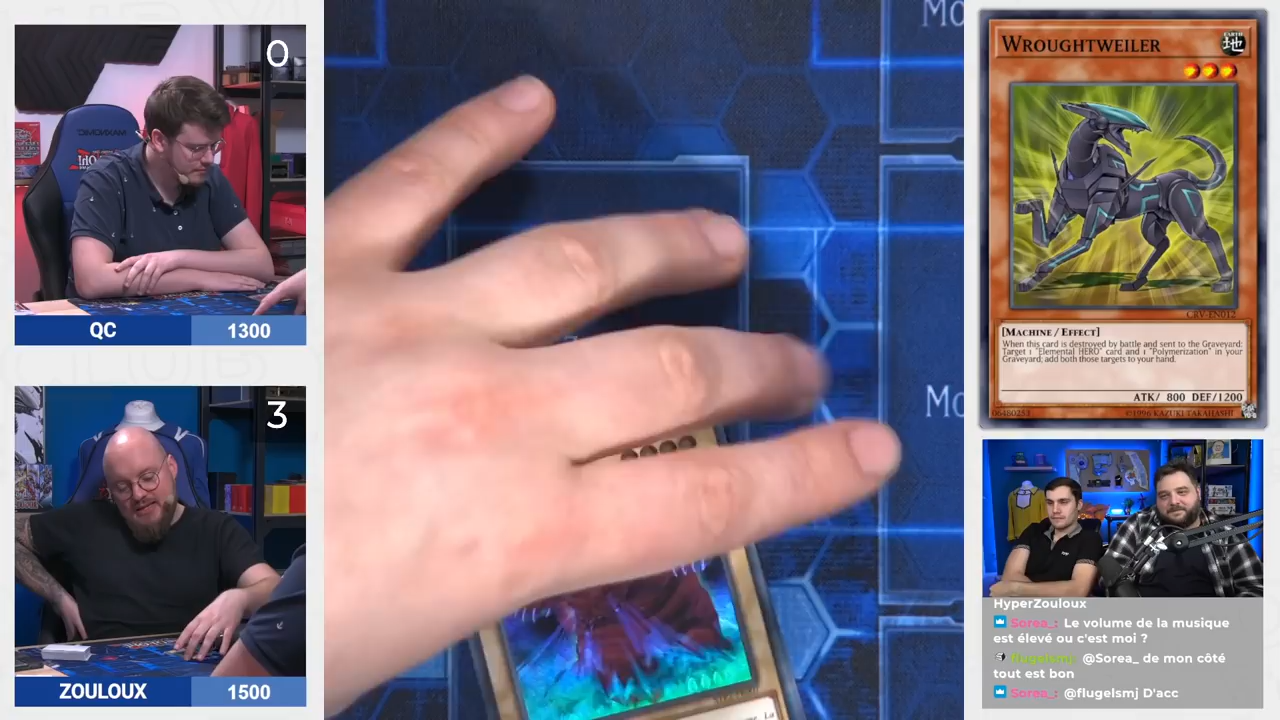 0
QC
1300
3
ZOULOUX
1500
Mo
Mo
WROUGHTWEILER
EARTH
地
CRV-EN012
[MACHINE / EFFECT]
When this card is destroyed by battle and sent to the Graveyard:
Target 1 "Elemental HERO" card and 1 "Polymerization" in your
Graveyard; add both those targets to your hand.
ATK/ 800 DEF/1200
06480253
©1996 KAZUKI TAKAHASHI
HyperZouloux
Sorea_: Le volume de la musique
est élevé ou c'est moi ?
flugelsmj: @Sorea_ de mon côté
tout est bon
Sorea_: @flugelsmj D'acc